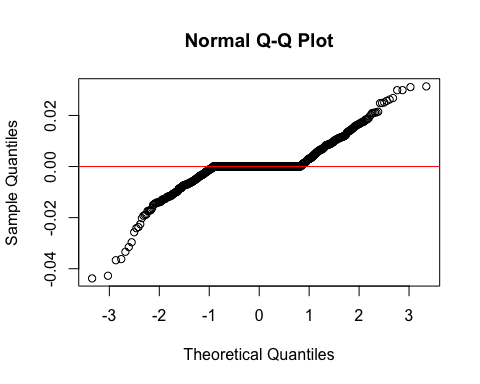 Normal Q-Q Plot
Sample Quantiles
0.02
0.00
-0.02
-0.04
-3 -2 -1 0 1 2 3
Theoretical Quantiles